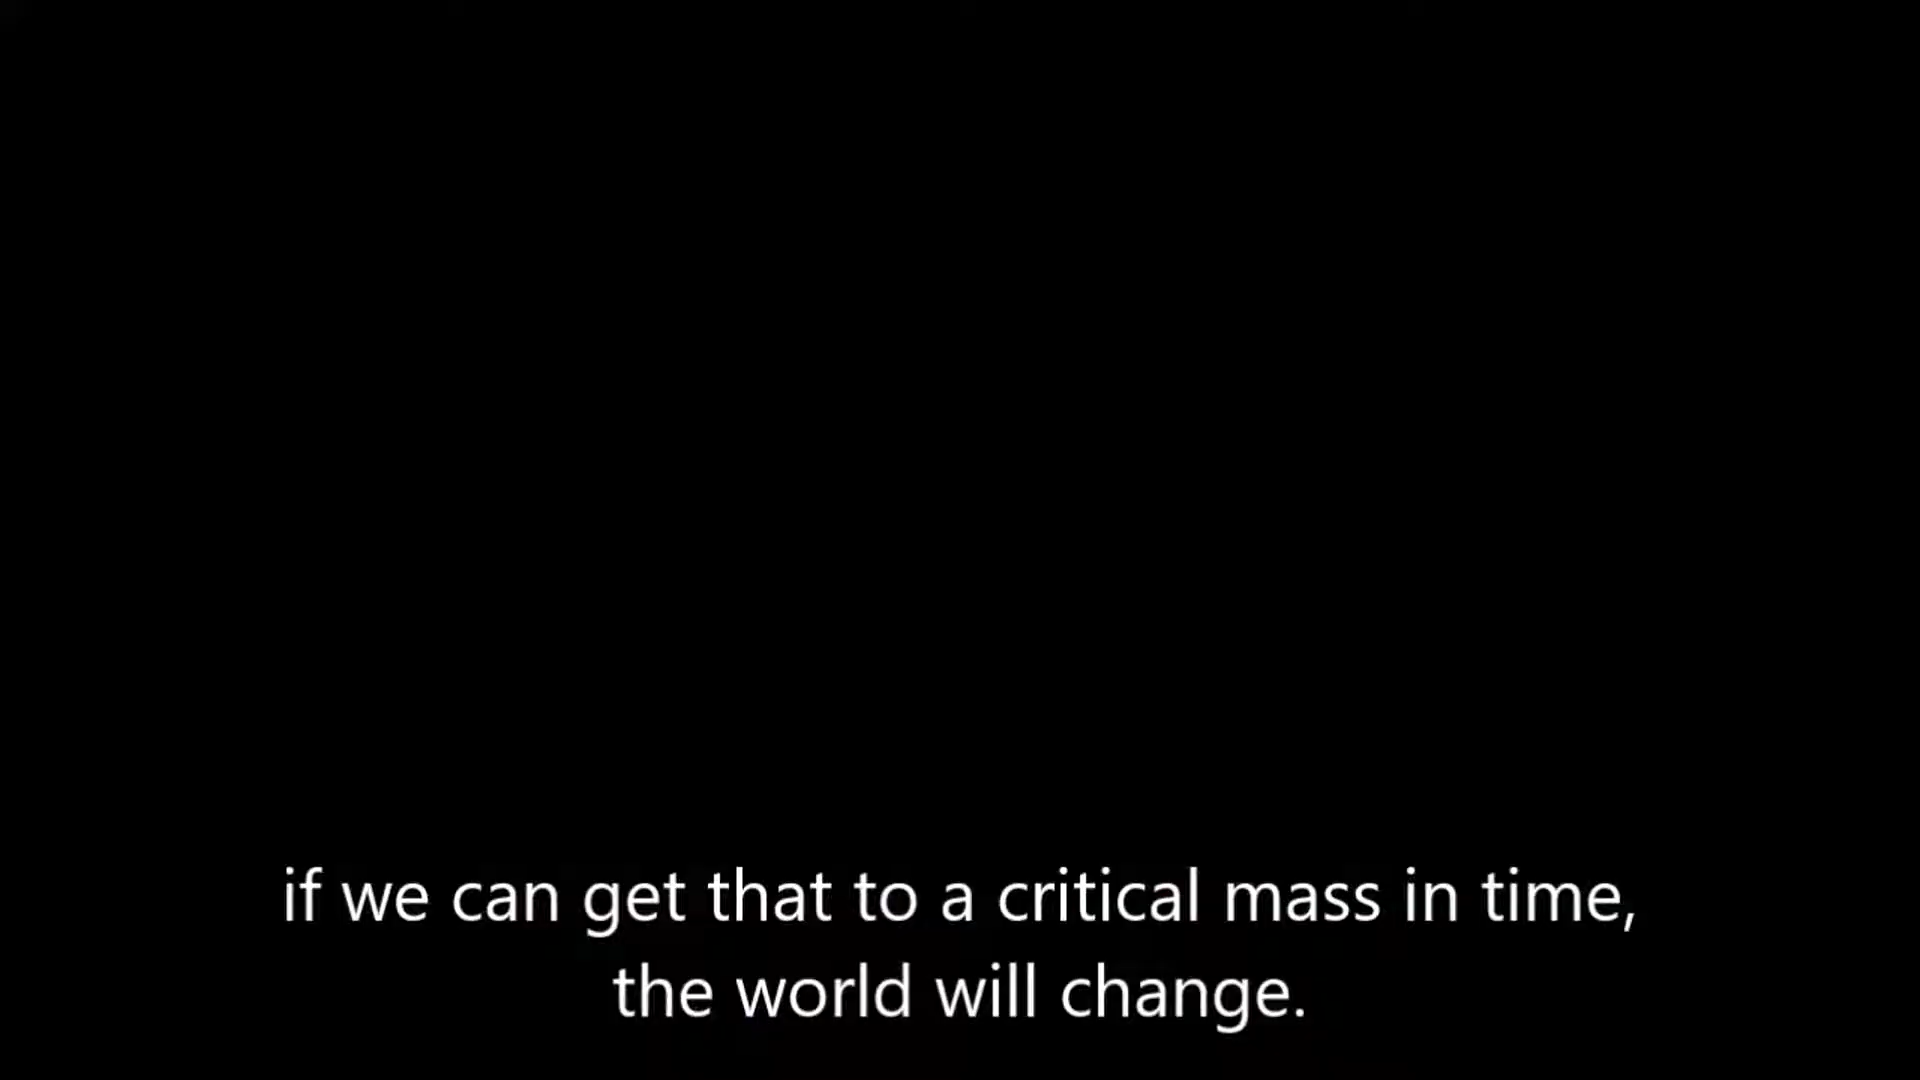 if we can get that to a critical mass in time,
the world will change.